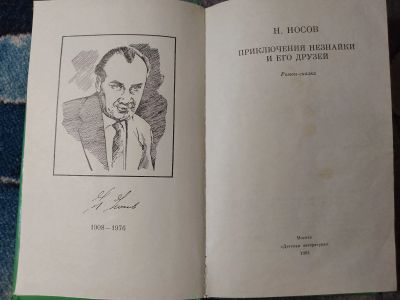 1908–1976
Н. НОСОВ
ПРИКЛЮЧЕНИЯ НЕЗНАЙКИ
И ЕГО ДРУЗЕЙ
Роман-сказка
Москва
«Детская литература»